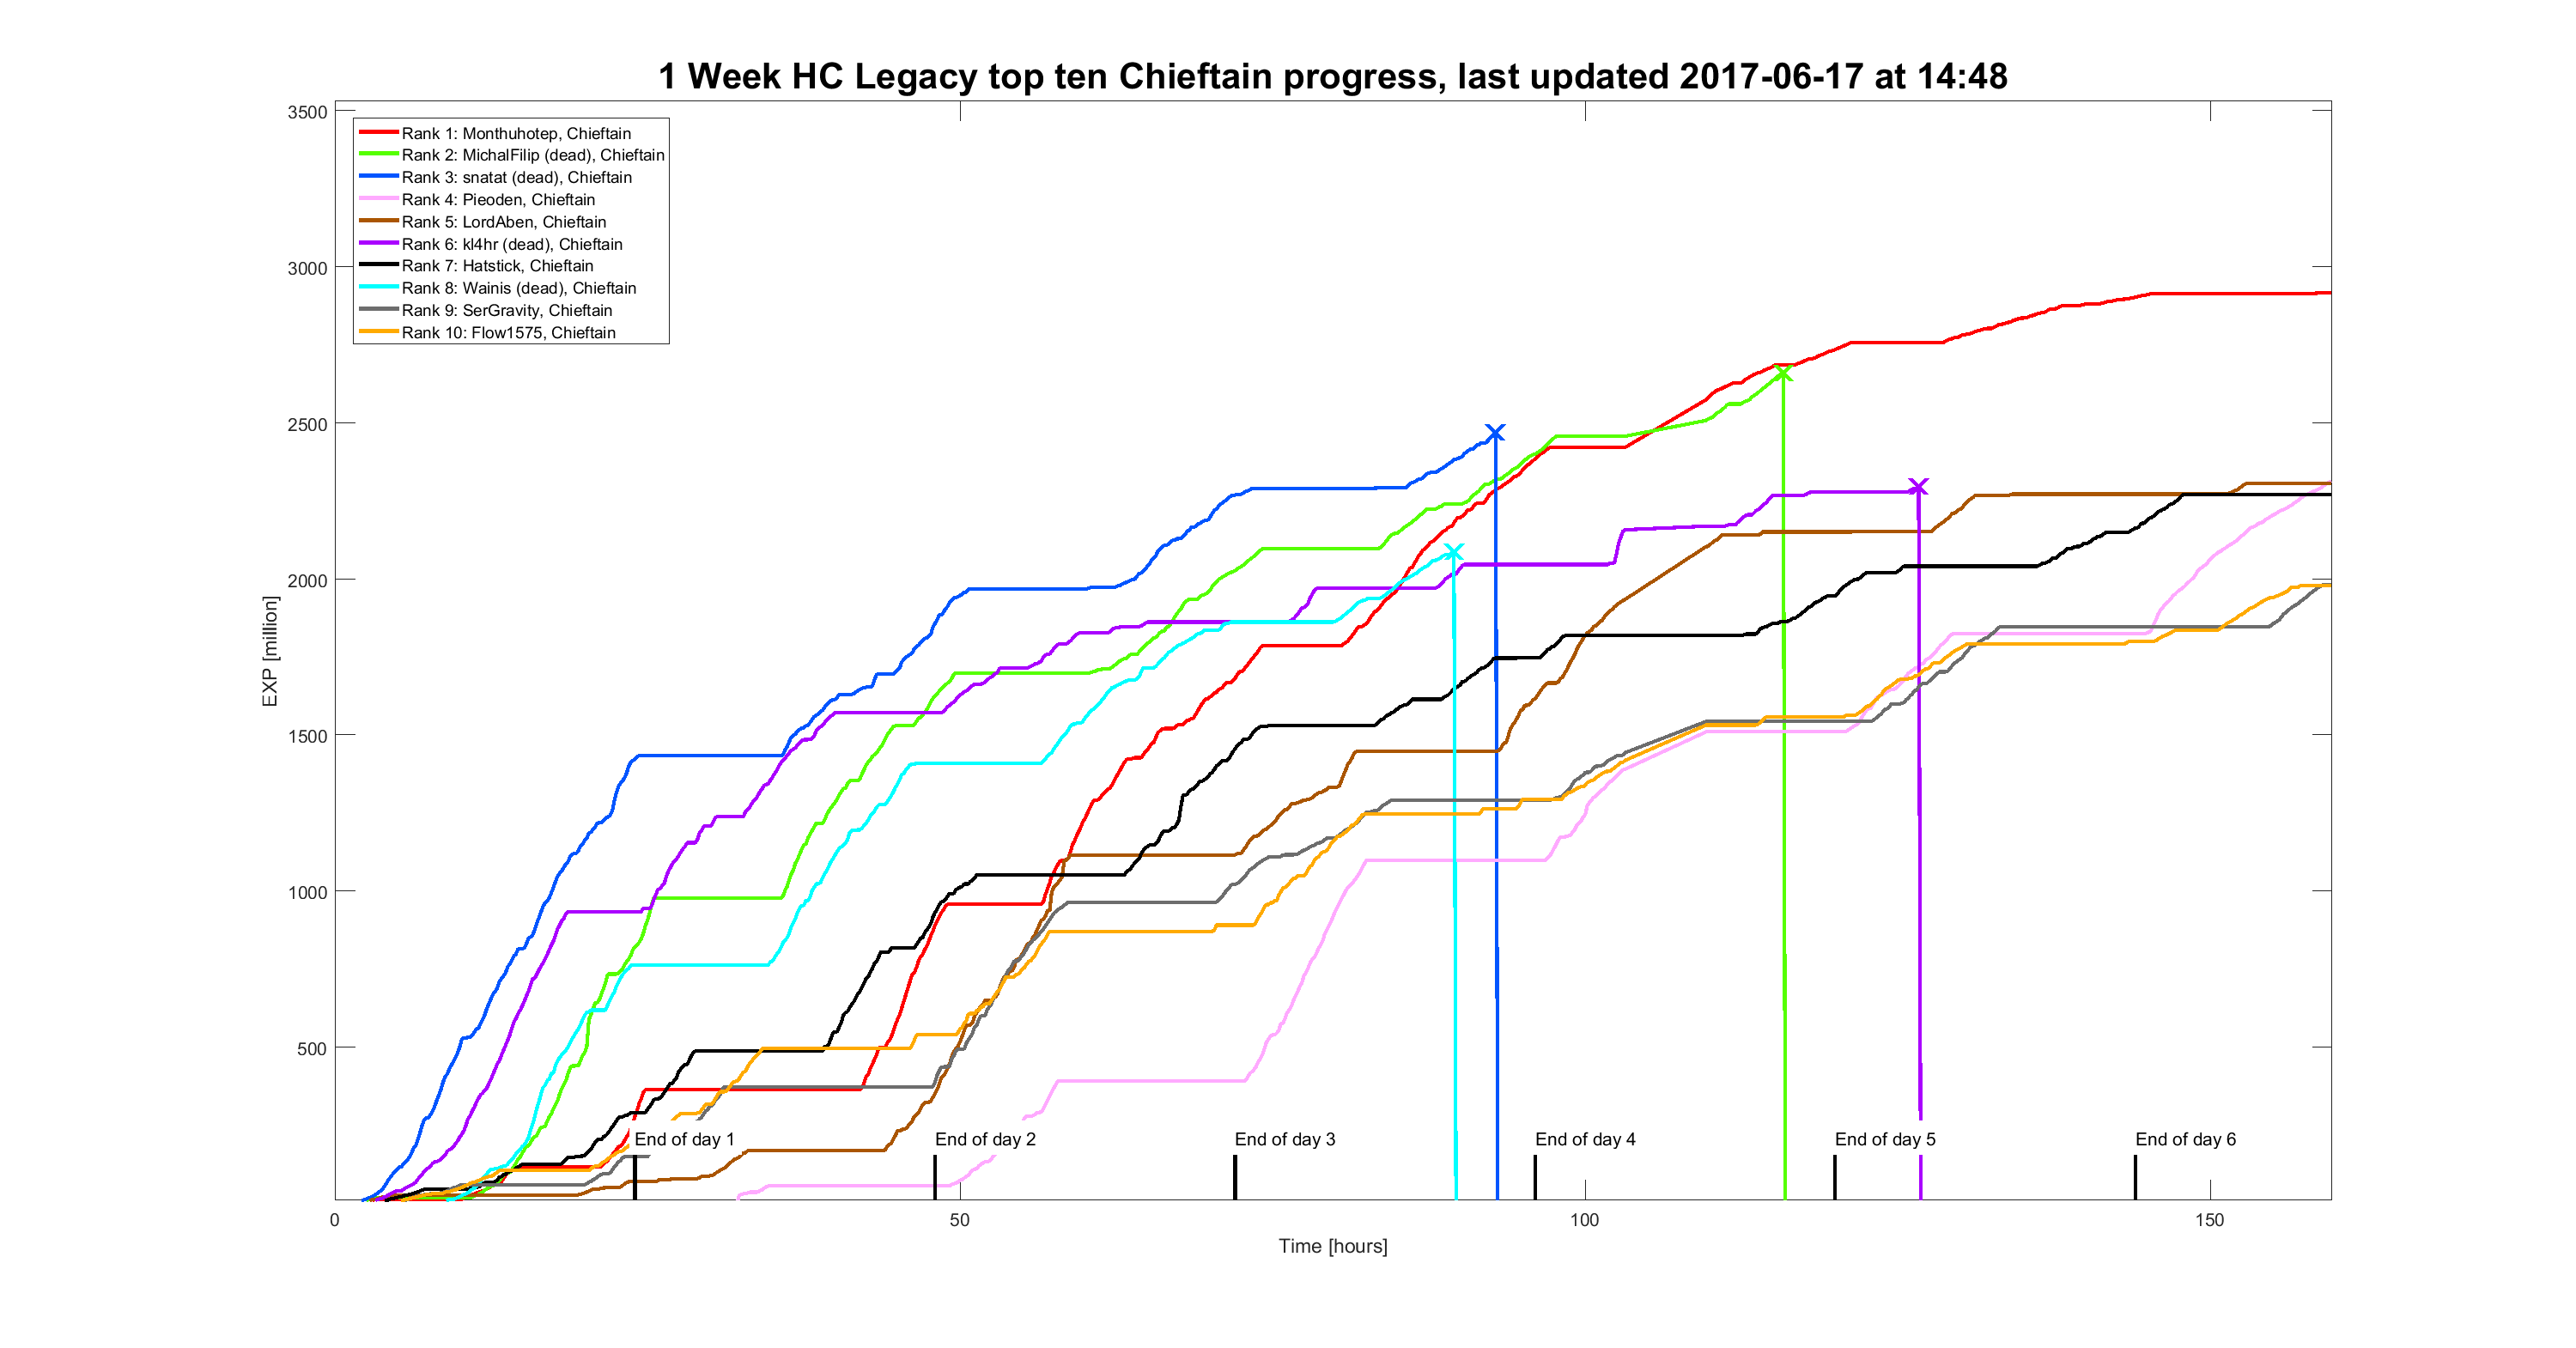 1 Week HC Legacy top ten Chieftain progress, last updated 2017-06-17 at 14:48
3500
3000
2500
2000
1500
1000
500
EXP [million]
Rank 1: Monthuhotep, Chieftain
Rank 2: MichalFilip (dead), Chieftain
Rank 3: snatat (dead), Chieftain
Rank 4: Pieoden, Chieftain
Rank 5: LordAben, Chieftain
Rank 6: kl4hr (dead), Chieftain
Rank 7: Hatstick, Chieftain
Rank 8: Wainis (dead), Chieftain
Rank 9: SerGravity, Chieftain
Rank 10: Flow1575, Chieftain
End of day 1
End of day 2
End of day 3
End of day 4
End of day 5
End of day 6
0
50
100
150
Time [hours]